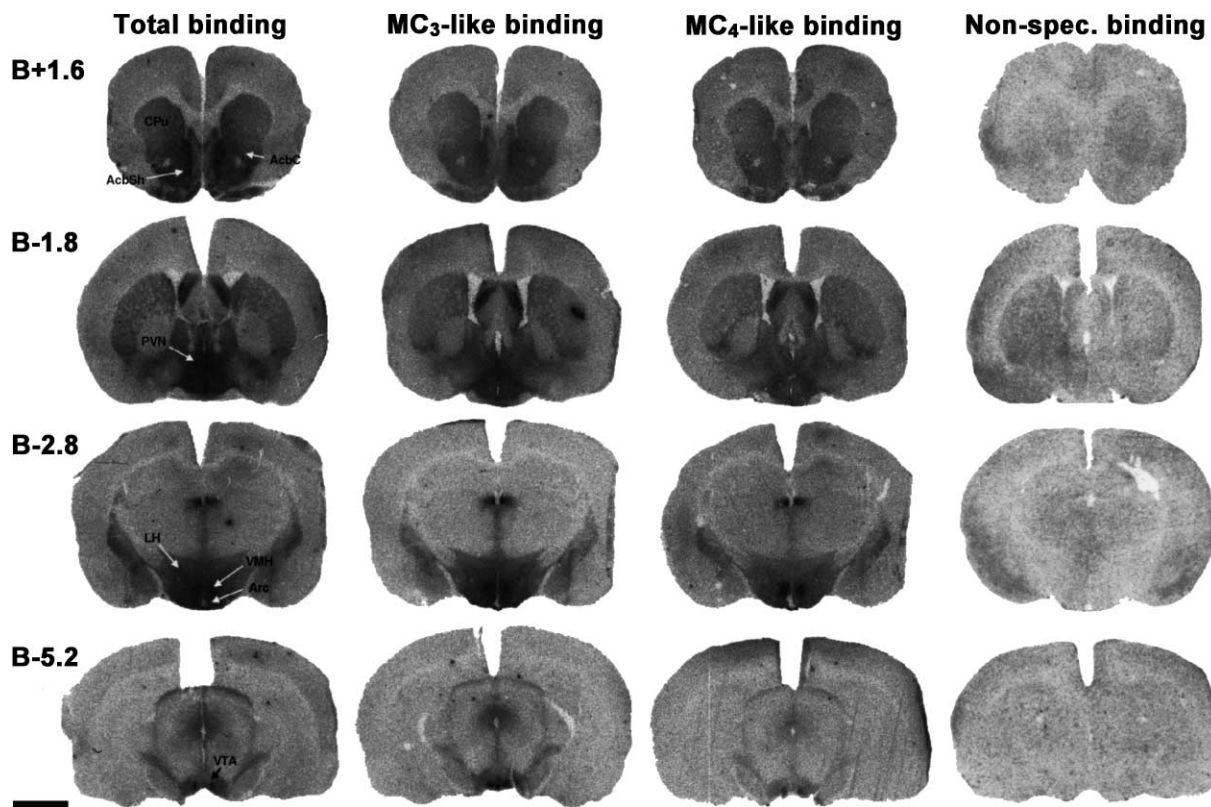 Total binding MC₃-like binding MC₄-like binding Non-spec. binding
B+1.6
CPu
AcbC
AcbSh
B-1.8
PVN
B-2.8
LH
VMH
Arc
B-5.2
VTA